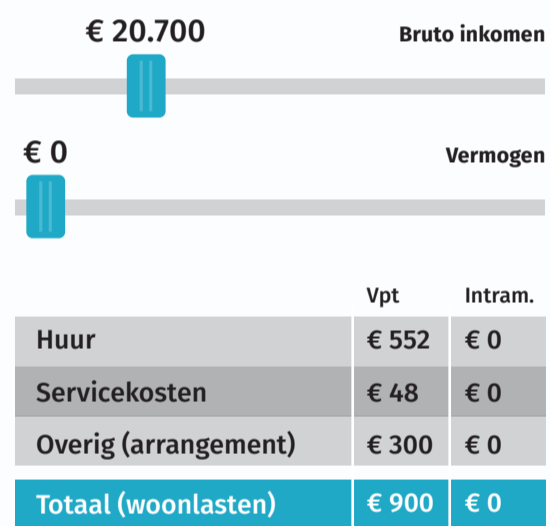 € 20.700 Bruto inkomen
€ 0 Vermogen
Vpt Intram.
Huur € 552 € 0
Servicekosten € 48 € 0
Overig (arrangement) € 300 € 0
Totaal (woonlasten) € 900 € 0